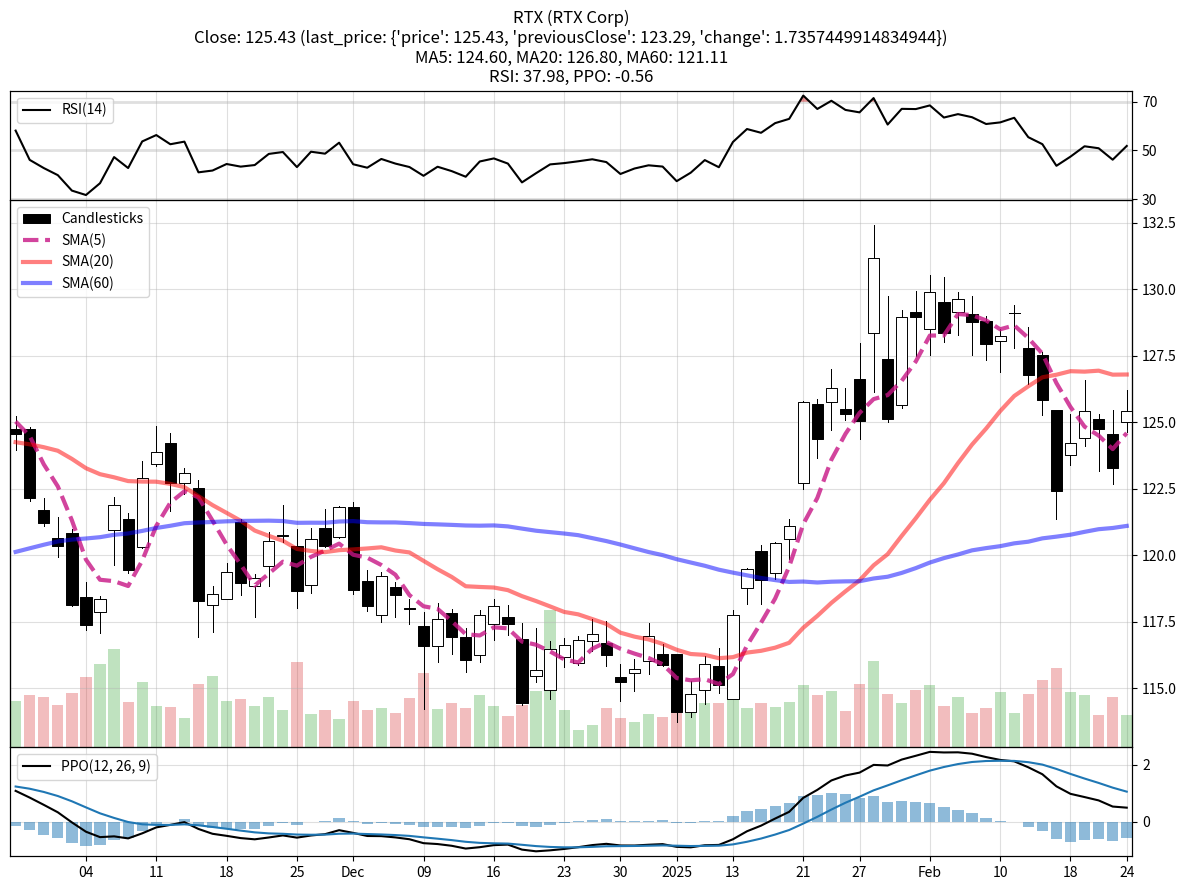 RTX (RTX Corp)
Close: 125.43 (last_price: {'price': 125.43, 'previousClose': 123.29, 'change': 1.7357449914834944})
MA5: 124.60, MA20: 126.80, MA60: 121.11
RSI: 37.98, PPO: -0.56
RSI(14)
70
50
30
Candlesticks
SMA(5)
SMA(20)
SMA(60)
132.5
130.0
127.5
125.0
122.5
120.0
117.5
115.0
PPO(12, 26, 9)
2
0
04 11 18 25 Dec 09 16 23 30 2025 13 21 27 Feb 10 18 24